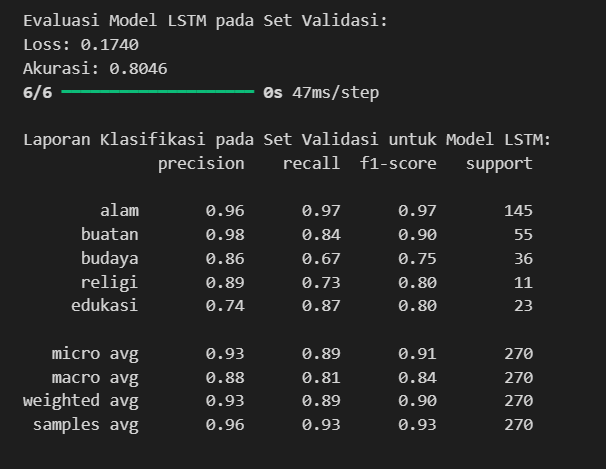 Evaluasi Model LSTM pada Set Validasi:
Loss: 0.1740
Akurasi: 0.8046
6/6 ━━━━━━━━━━━━━━━━━━━━ 0s 47ms/step
Laporan Klasifikasi pada Set Validasi untuk Model LSTM:
precision recall f1-score support
alam 0.96 0.97 0.97 145
buatan 0.98 0.84 0.90 55
budaya 0.86 0.67 0.75 36
religi 0.89 0.73 0.80 11
edukasi 0.74 0.87 0.80 23
micro avg 0.93 0.89 0.91 270
macro avg 0.88 0.81 0.84 270
weighted avg 0.93 0.89 0.90 270
samples avg 0.96 0.93 0.93 270